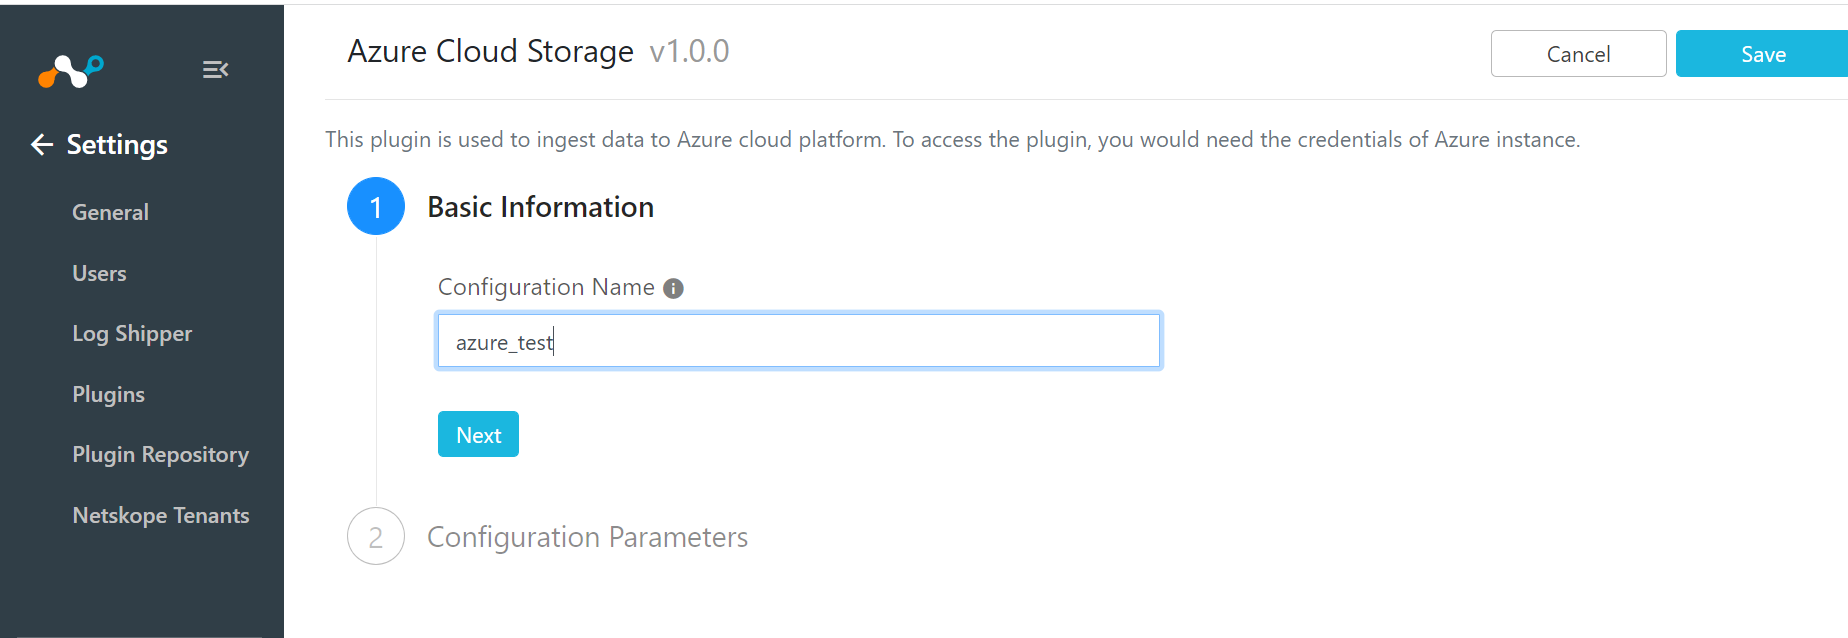 Settings
General
Users
Log Shipper
Plugins
Plugin Repository
Netskope Tenants
Azure Cloud Storage v1.0.0
Cancel
Save
This plugin is used to ingest data to Azure cloud platform. To access the plugin, you would need the credentials of Azure instance.
1 Basic Information
Configuration Name
azure_test
Next
2 Configuration Parameters